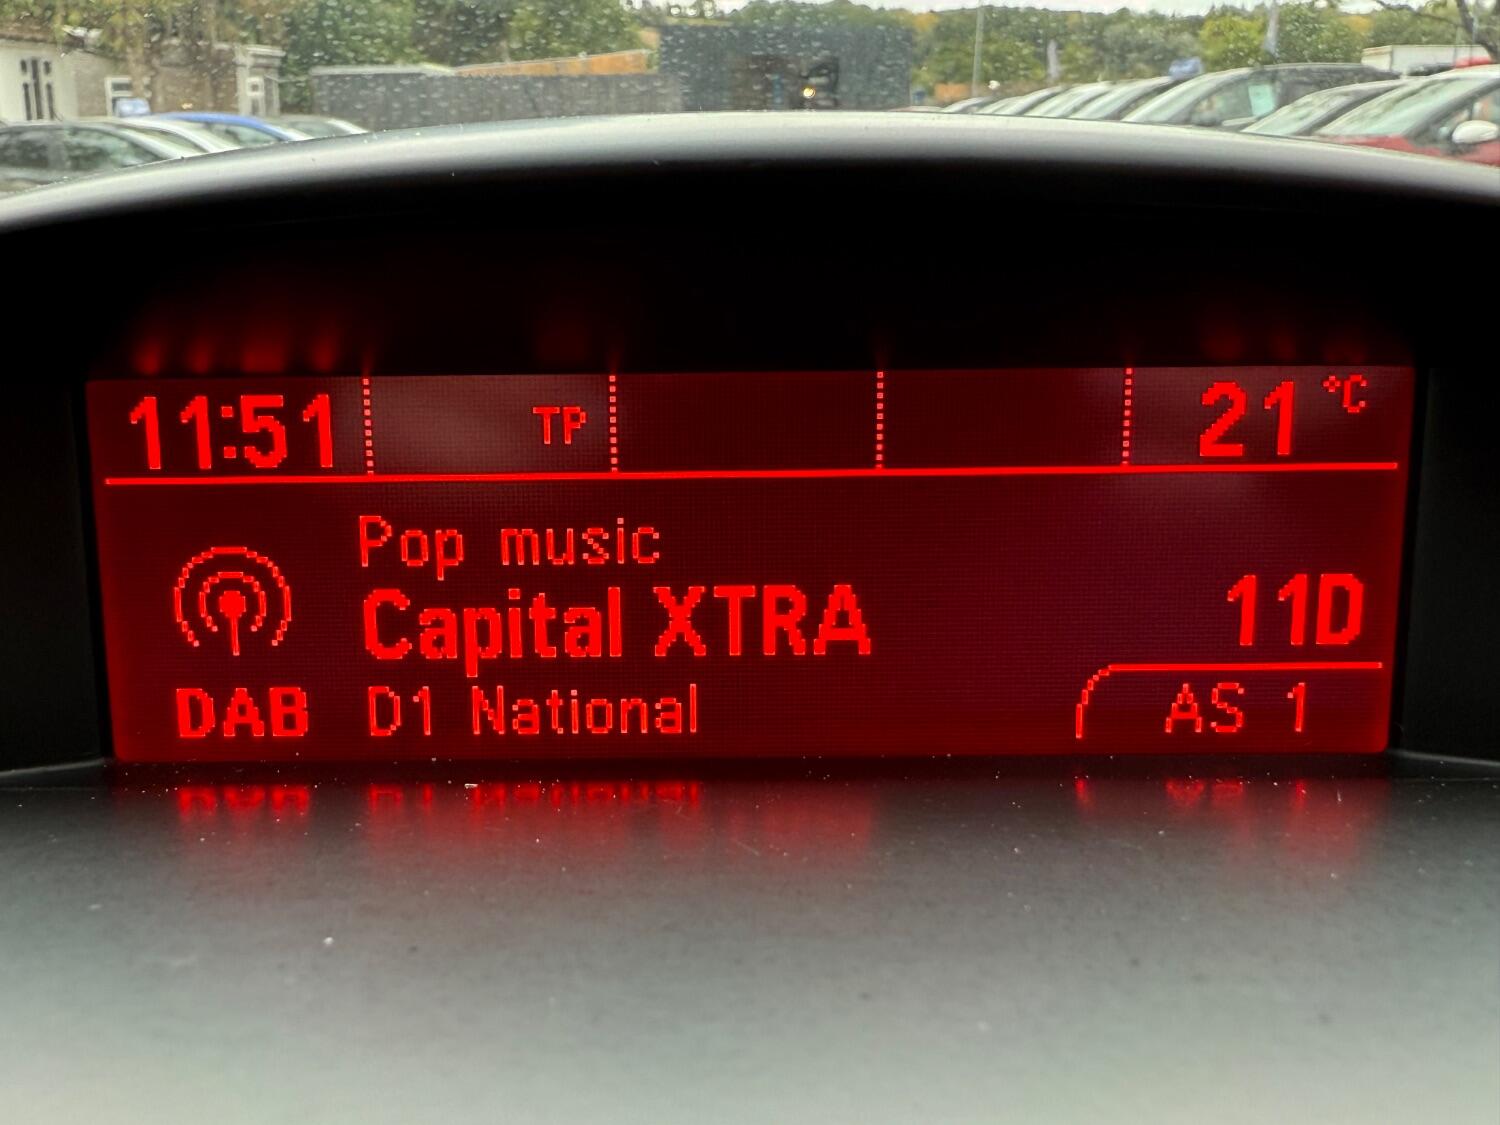 11:51 TP 21 °C
Pop music
Capital XTRA 11D
DAB D1 National AS 1